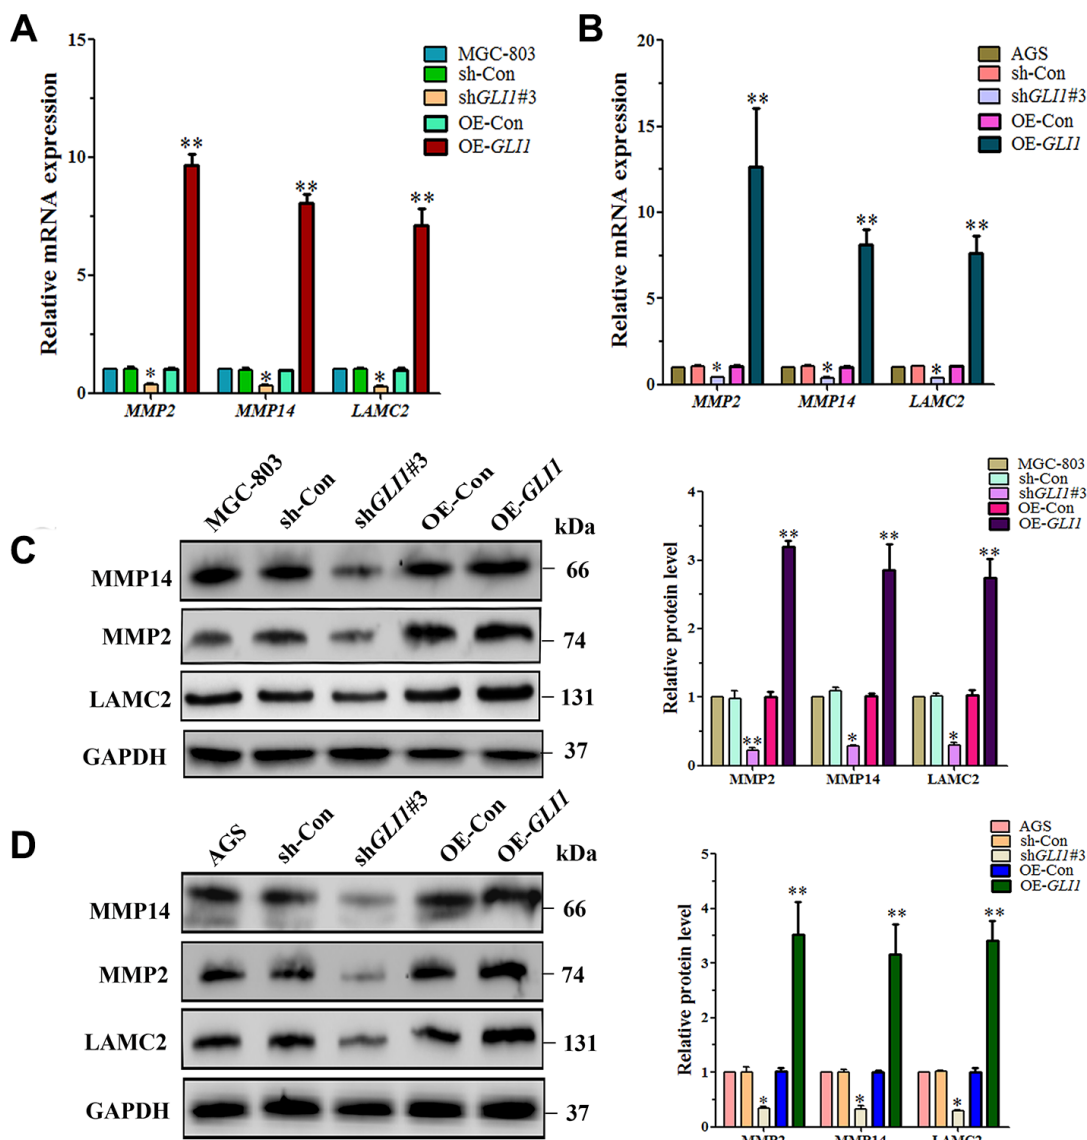 A
15
10
5
0
Relative mRNA expression
MGC-803
sh-Con
shGLI1#3
OE-Con
OE-GLI1
**
**
**
*
*
*
MMP2 MMP14 LAMC2
B
20
15
10
5
0
Relative mRNA expression
AGS
sh-Con
shGLI1#3
OE-Con
OE-GLI1
**
**
**
*
*
*
MMP2 MMP14 LAMC2
C
MGC-803 sh-Con shGLI1#3 OE-Con OE-GLI1
kDa
MMP14 66
MMP2 74
LAMC2 131
GAPDH 37
4
3
2
1
0
Relative protein level
MGC-803
sh-Con
shGLI1#3
OE-Con
OE-GLI1
**
**
**
**
*
*
MMP2 MMP14 LAMC2
D
AGS sh-Con shGLI1#3 OE-Con OE-GLI1
kDa
MMP14 66
MMP2 74
LAMC2 131
GAPDH 37
5
4
3
2
1
0
Relative protein level
AGS
sh-Con
shGLI1#3
OE-Con
OE-GLI1
**
**
**
*
*
*
MMP2 MMP14 LAMC2